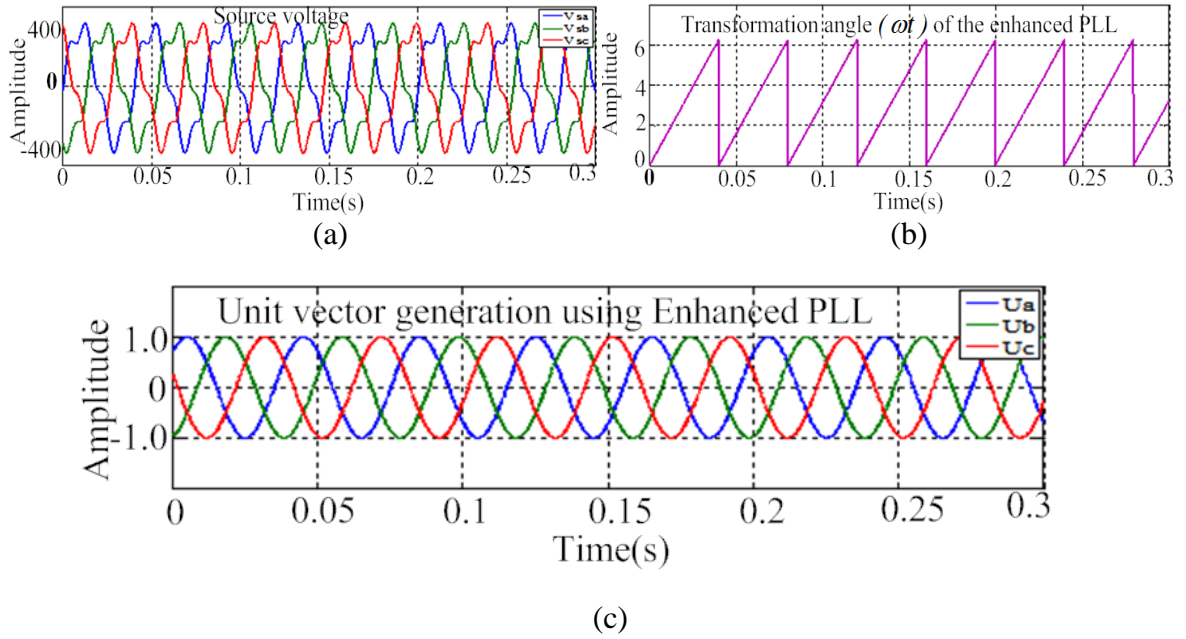 Source voltage
Vsa
Vsb
Vsc
400
0
-400
Amplitude
0 0.05 0.1 0.15 0.2 0.25 0.3
Time(s)
(a)
Transformation angle (ωt) of the enhanced PLL
6
4
2
0
Amplitude
0 0.05 0.1 0.15 0.2 0.25 0.3
Time(s)
(b)
Unit vector generation using Enhanced PLL
Ua
Ub
Uc
1.0
0
-1.0
Amplitude
0 0.05 0.1 0.15 0.2 0.25 0.3
Time(s)
(c)